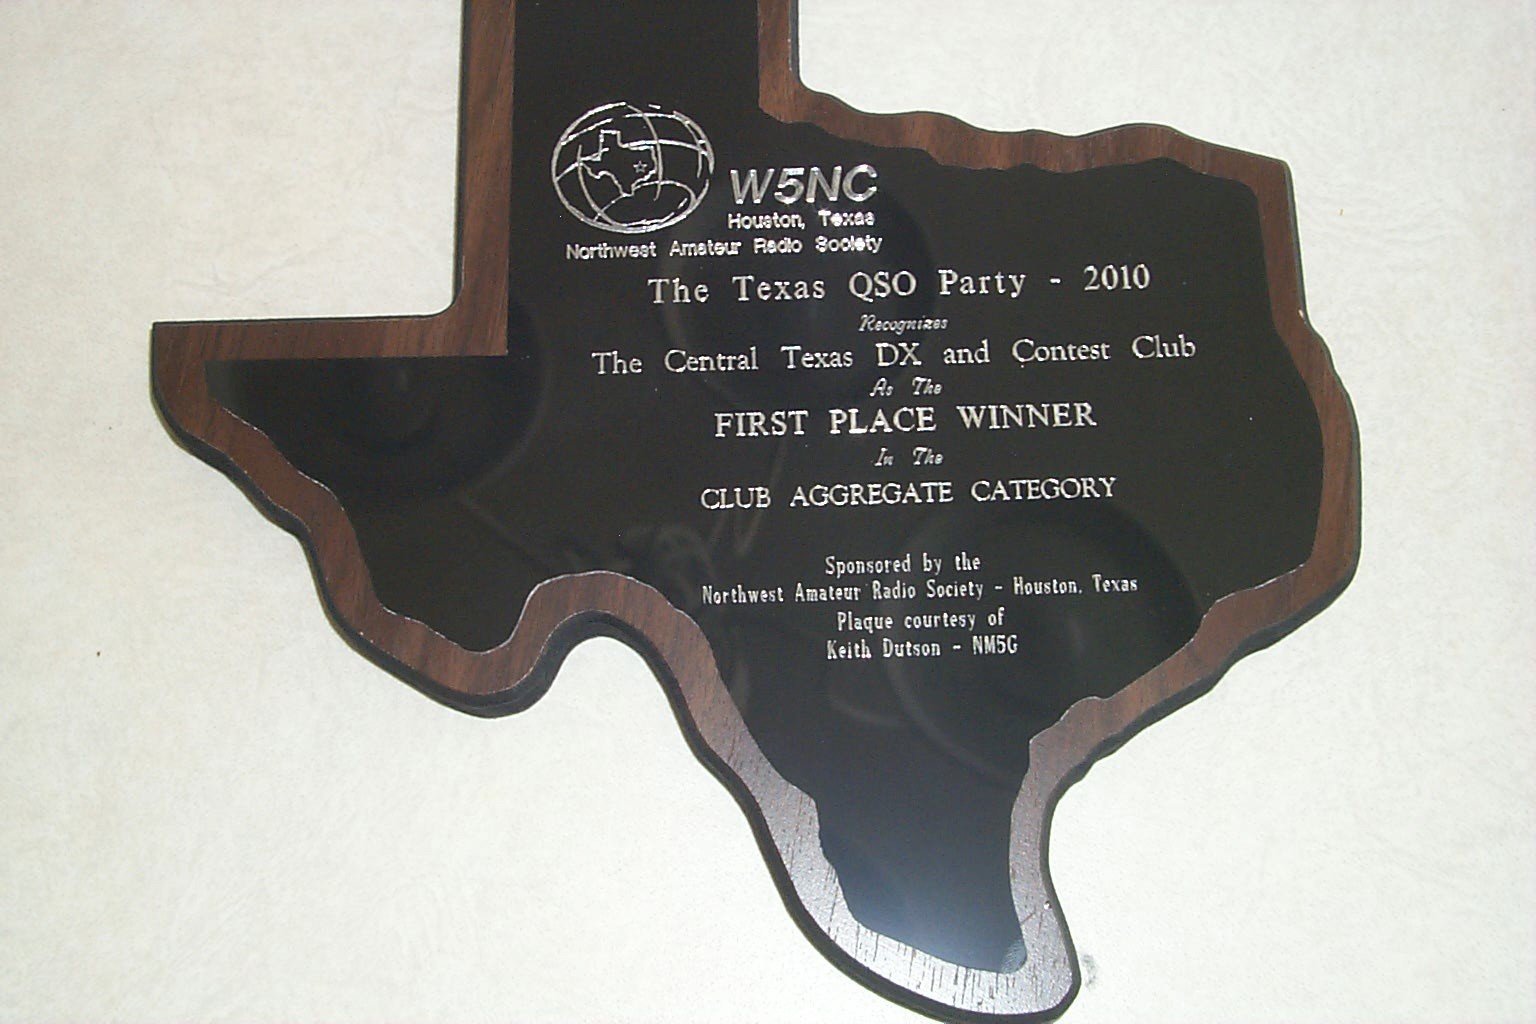 W5NC
Houston, Texas
Northwest Amateur Radio Society
The Texas QSO Party - 2010
Recognizes
The Central Texas DX and Contest Club
As The
FIRST PLACE WINNER
In The
CLUB AGGREGATE CATEGORY
Sponsored by the
Northwest Amateur Radio Society - Houston, Texas
Plaque courtesy of
Keith Dutson - NM5G